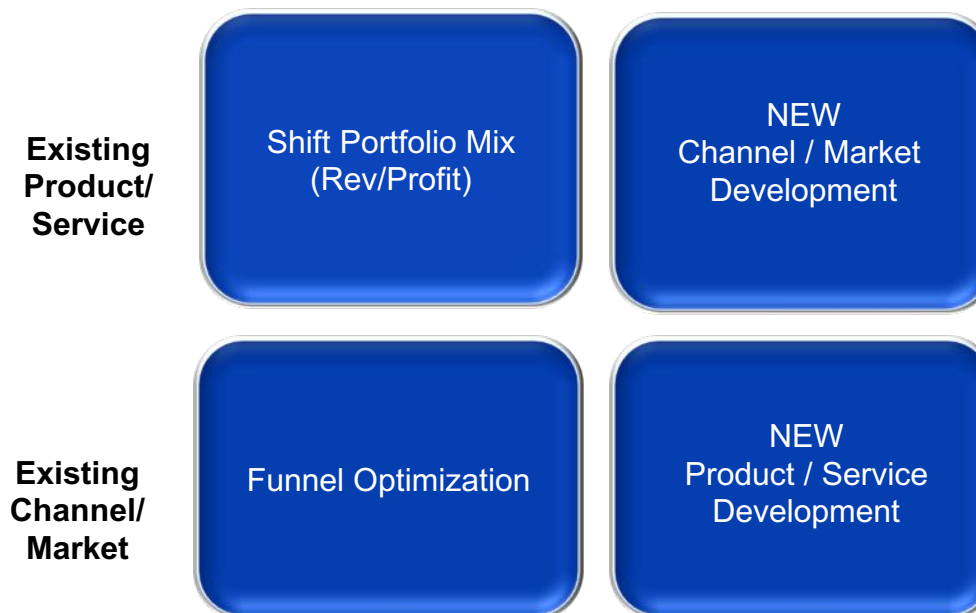 Existing
Product/
Service
Shift Portfolio Mix
(Rev/Profit)
NEW
Channel / Market
Development
Existing
Channel/
Market
Funnel Optimization
NEW
Product / Service
Development